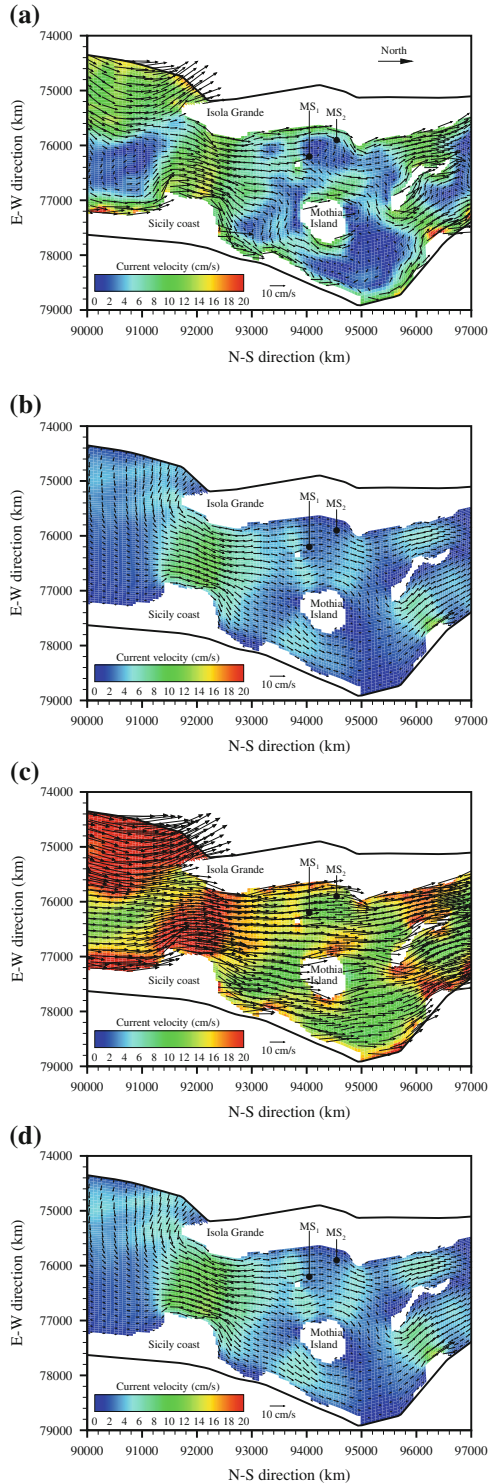 (a)
74000
North
75000
Isola Grande
MS1
MS2
76000
E-W direction (km)
77000
Sicily coast
Mothia
Island
78000
Current velocity (cm/s)
0 2 4 6 8 10 12 14 16 18 20
10 cm/s
79000
90000 91000 92000 93000 94000 95000 96000 97000
N-S direction (km)
(b)
74000
75000
Isola Grande
MS1
MS2
76000
E-W direction (km)
77000
Sicily coast
Mothia
Island
78000
Current velocity (cm/s)
0 2 4 6 8 10 12 14 16 18 20
10 cm/s
79000
90000 91000 92000 93000 94000 95000 96000 97000
N-S direction (km)
(c)
74000
75000
Isola Grande
MS1
MS2
76000
E-W direction (km)
77000
Sicily coast
Mothia
Island
78000
Current velocity (cm/s)
0 2 4 6 8 10 12 14 16 18 20
10 cm/s
79000
90000 91000 92000 93000 94000 95000 96000 97000
N-S direction (km)
(d)
74000
75000
Isola Grande
MS1
MS2
76000
E-W direction (km)
77000
Sicily coast
Mothia
Island
78000
Current velocity (cm/s)
0 2 4 6 8 10 12 14 16 18 20
10 cm/s
79000
90000 91000 92000 93000 94000 95000 96000 97000
N-S direction (km)